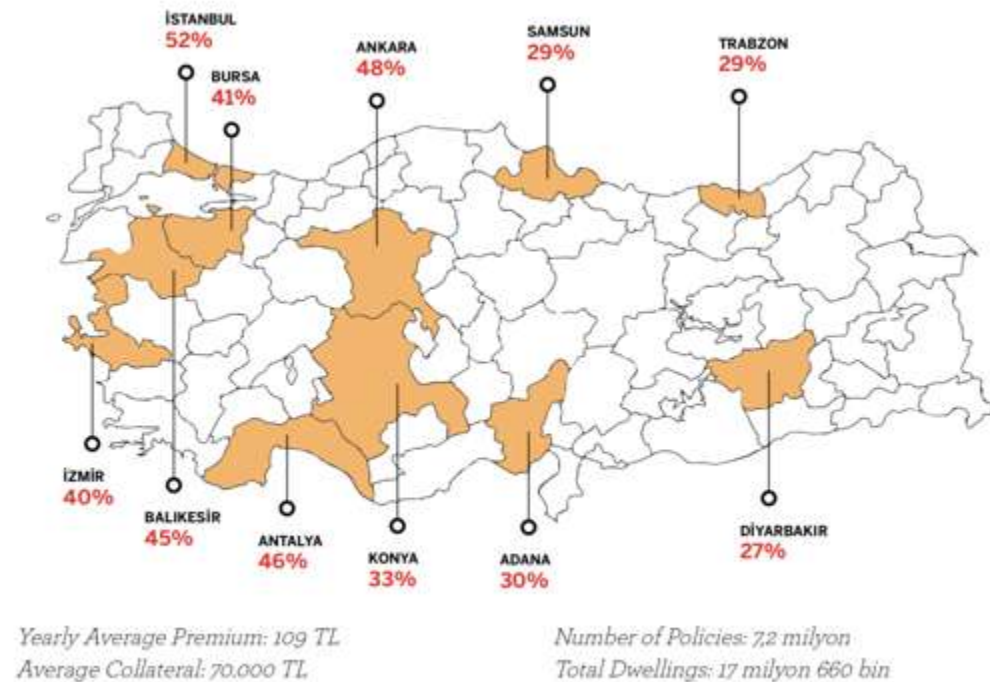 İSTANBUL
52%
BURSA
41%
ANKARA
48%
SAMSUN
29%
TRABZON
29%
İZMİR
40%
BALIKESİR
45%
ANTALYA
46%
KONYA
33%
ADANA
30%
DİYARBAKIR
27%
Yearly Average Premium: 109 TL
Average Collateral: 70.000 TL
Number of Policies: 7,2 milyon
Total Dwellings: 17 milyon 660 bin